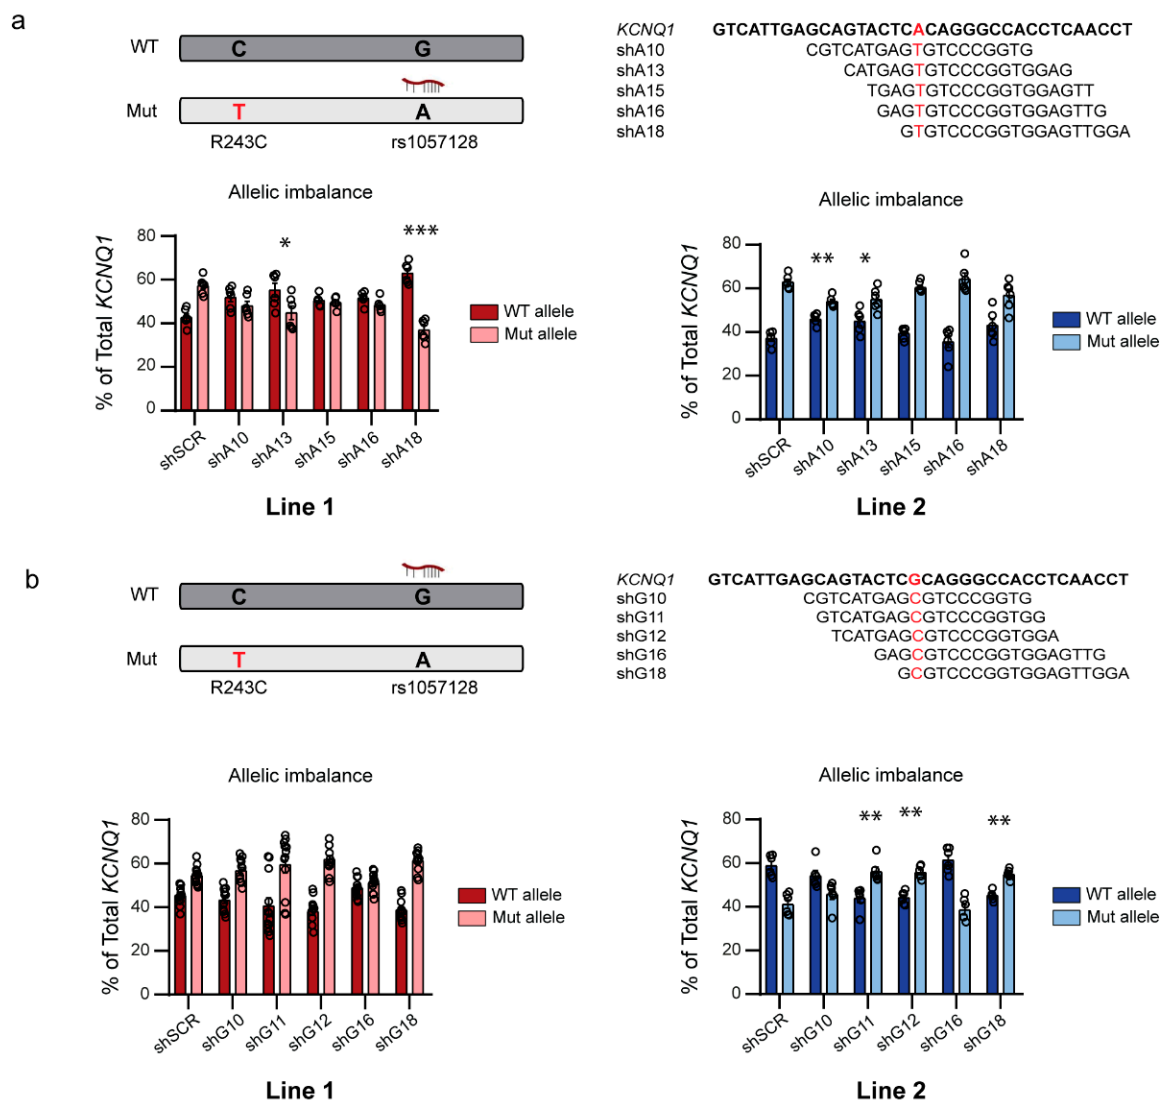 a
WT C G
Mut T A
R243C rs1057128
KCNQ1 GTCATTGAGCAGTACTCACAGGGCCACCTCAACCT
shA10 CGTCATGAGTGTCCCGGTG
shA13 CATGAGTGTCCCGGTGGAG
shA15 TGAGTGTCCCGGTGGAGTT
shA16 GAGTGTCCCGGTGGAGTTG
shA18 GTGTCCCGGTGGAGTTGGA
Allelic imbalance
% of Total KCNQ1
80
60
40
20
0
* ***
shSCR shA10 shA13 shA15 shA16 shA18
WT allele
Mut allele
Line 1
Allelic imbalance
% of Total KCNQ1
80
60
40
20
0
** *
shSCR shA10 shA13 shA15 shA16 shA18
WT allele
Mut allele
Line 2
b
WT C G
Mut T A
R243C rs1057128
KCNQ1 GTCATTGAGCAGTACTCGCAGGGCCACCTCAACCT
shG10 CGTCATGAGCGTCCCGGTG
shG11 GTCATGAGCGTCCCGGTGG
shG12 TCATGAGCGTCCCGGTGGA
shG16 GAGCGTCCCGGTGGAGTTG
shG18 GCGTCCCGGTGGAGTTGGA
Allelic imbalance
% of Total KCNQ1
80
60
40
20
0
shSCR shG10 shG11 shG12 shG16 shG18
WT allele
Mut allele
Line 1
Allelic imbalance
% of Total KCNQ1
80
60
40
20
0
** ** **
shSCR shG10 shG11 shG12 shG16 shG18
WT allele
Mut allele
Line 2